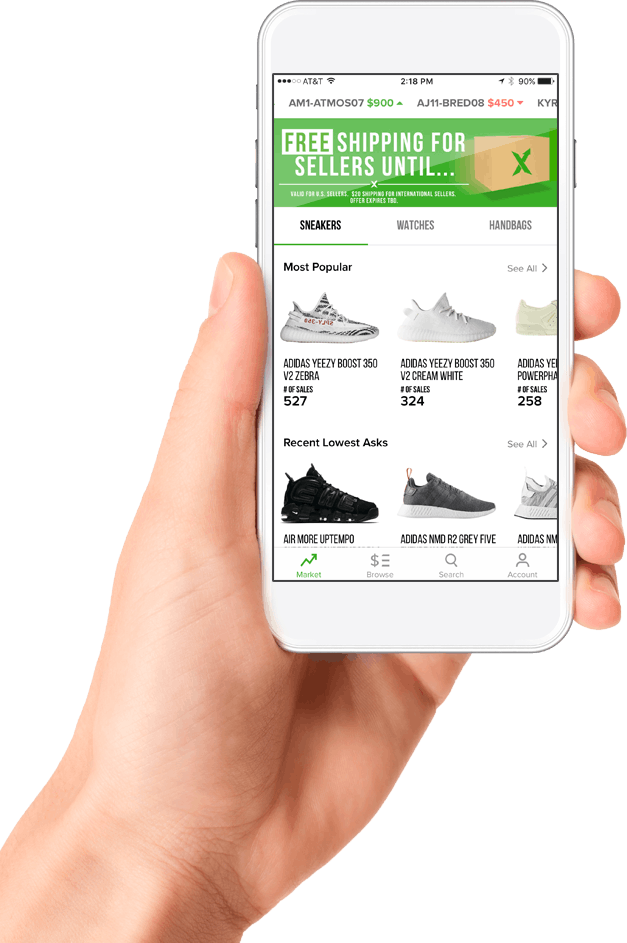 AT&T 2:18 PM 90%
AM1-ATMOS07 $900 AJ11-BRED08 $450 KYR
FREE SHIPPING FOR
SELLERS UNTIL...
VALID FOR U.S. SELLERS. $20 SHIPPING FOR INTERNATIONAL SELLERS.
OFFER EXPIRES TBD.
SNEAKERS WATCHES HANDBAGS
Most Popular See All
ADIDAS YEEZY BOOST 350 ADIDAS YEEZY BOOST 350 ADIDAS YE
V2 ZEBRA V2 CREAM WHITE POWERPHA
# OF SALES # OF SALES # OF SALES
527 324 258
Recent Lowest Asks See All
AIR MORE UPTEMPO ADIDAS NMD R2 GREY FIVE ADIDAS NM
Market Browse Search Account